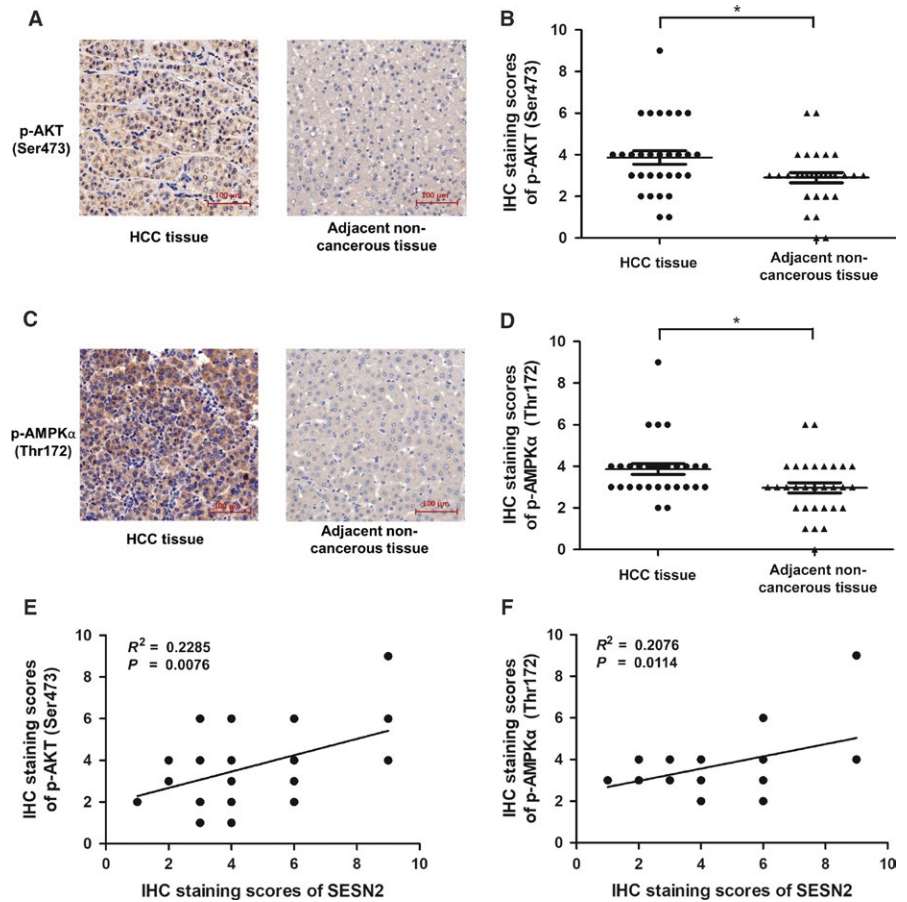 A
p-AKT
(Ser473)
100 μm
100 μm
HCC tissue
Adjacent non-
cancerous tissue
B
*
IHC staining scores
of p-AKT (Ser473)
10
8
6
4
2
0
HCC tissue
Adjacent non-
cancerous tissue
C
p-AMPKα
(Thr172)
100 μm
100 μm
HCC tissue
Adjacent non-
cancerous tissue
D
*
IHC staining scores
of p-AMPKα (Thr172)
10
8
6
4
2
0
HCC tissue
Adjacent non-
cancerous tissue
E
R² = 0.2285
P = 0.0076
IHC staining scores
of p-AKT (Ser473)
10
8
6
4
2
0
0 2 4 6 8 10
IHC staining scores of SESN2
F
R² = 0.2076
P = 0.0114
IHC staining scores
of p-AMPKα (Thr172)
10
8
6
4
2
0
0 2 4 6 8 10
IHC staining scores of SESN2